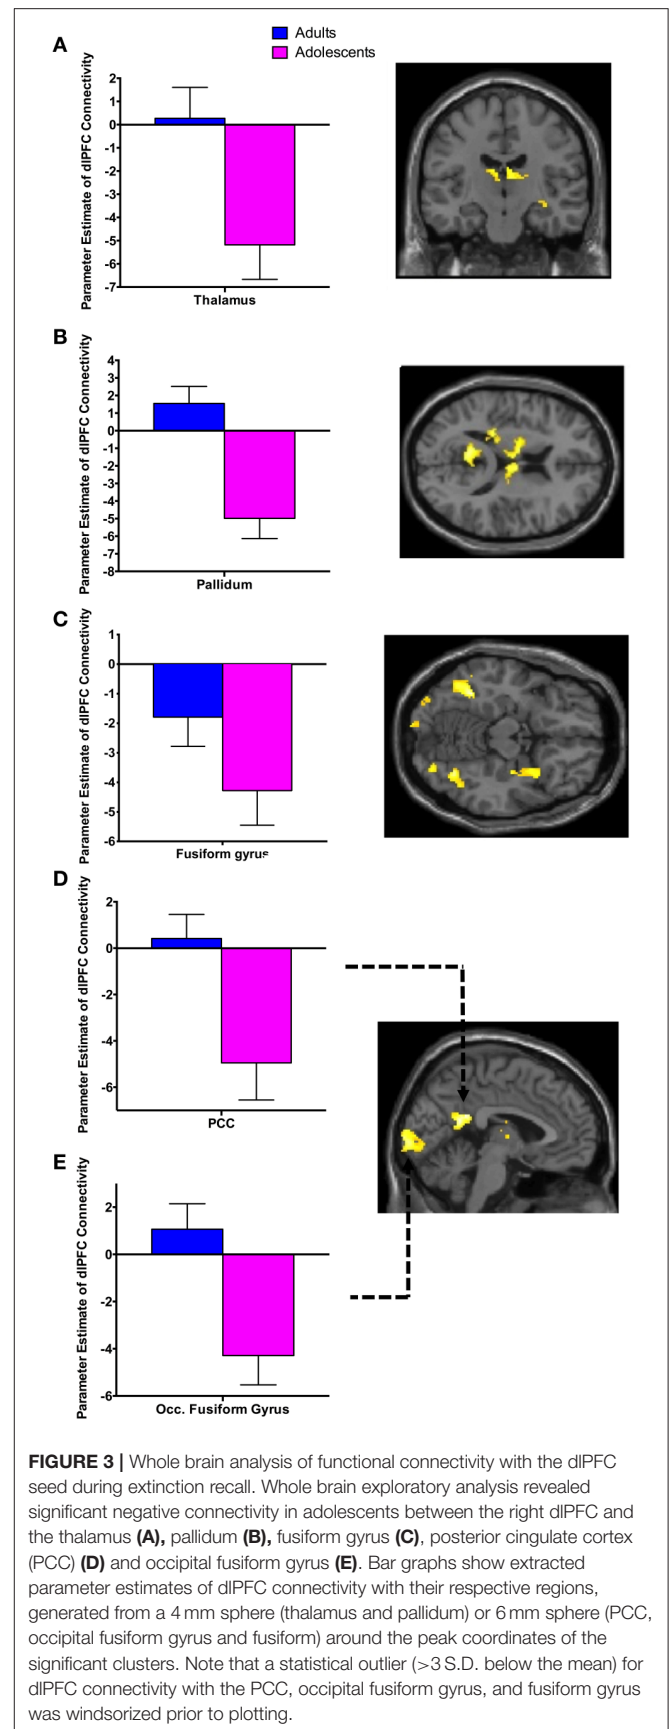 A
Adults
Adolescents
Parameter Estimate of dlPFC Connectivity
2
1
0
-1
-2
-3
-4
-5
-6
-7
Thalamus
B
Parameter Estimate of dlPFC Connectivity
4
3
2
1
0
-1
-2
-3
-4
-5
-6
-7
-8
Pallidum
C
Parameter Estimate of dlPFC Connectivity
1
0
-1
-2
-3
-4
-5
-6
Fusiform gyrus
D
Parameter Estimate of dlPFC Connectivity
2
0
-2
-4
-6
PCC
E
Parameter Estimate of dlPFC Connectivity
2
0
-2
-4
-6
Occ. Fusiform Gyrus
FIGURE 3 | Whole brain analysis of functional connectivity with the dlPFC
seed during extinction recall. Whole brain exploratory analysis revealed
significant negative connectivity in adolescents between the right dlPFC and
the thalamus (A), pallidum (B), fusiform gyrus (C), posterior cingulate cortex
(PCC) (D) and occipital fusiform gyrus (E). Bar graphs show extracted
parameter estimates of dlPFC connectivity with their respective regions,
generated from a 4 mm sphere (thalamus and pallidum) or 6 mm sphere (PCC,
occipital fusiform gyrus and fusiform) around the peak coordinates of the
significant clusters. Note that a statistical outlier (>3 S.D. below the mean) for
dlPFC connectivity with the PCC, occipital fusiform gyrus, and fusiform gyrus
was windsorized prior to plotting.